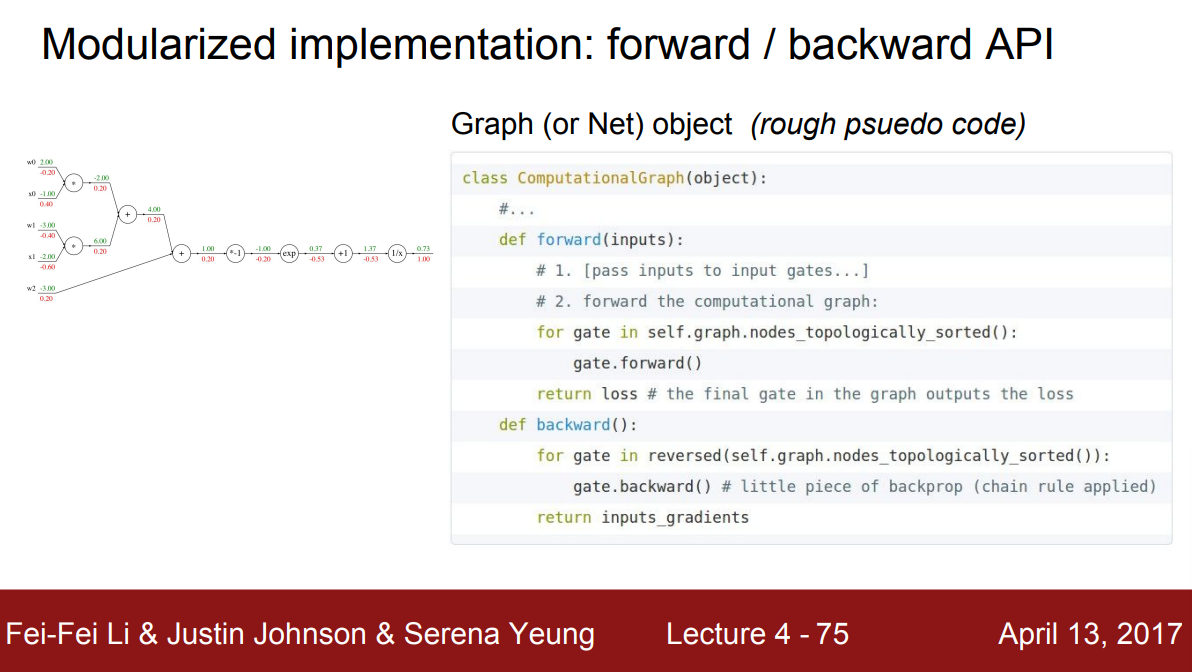 Modularized implementation: forward / backward API
Graph (or Net) object (rough psuedo code)
w0 2.00
-0.20
x0 -1.00
0.40
w1 -3.00
-0.40
x1 -2.00
-0.60
w2 -3.00
0.20
*
-2.00
0.20
*
6.00
0.20
+
4.00
0.20
+
1.00
0.20
*-1
-1.00
-0.20
exp
0.37
-0.53
+1
1.37
-0.53
1/x
0.73
1.00
class ComputationalGraph(object):
#...
def forward(inputs):
# 1. [pass inputs to input gates...]
# 2. forward the computational graph:
for gate in self.graph.nodes_topologically_sorted():
gate.forward()
return loss # the final gate in the graph outputs the loss
def backward():
for gate in reversed(self.graph.nodes_topologically_sorted()):
gate.backward() # little piece of backprop (chain rule applied)
return inputs_gradients
Fei-Fei Li & Justin Johnson & Serena Yeung
Lecture 4 - 75
April 13, 2017